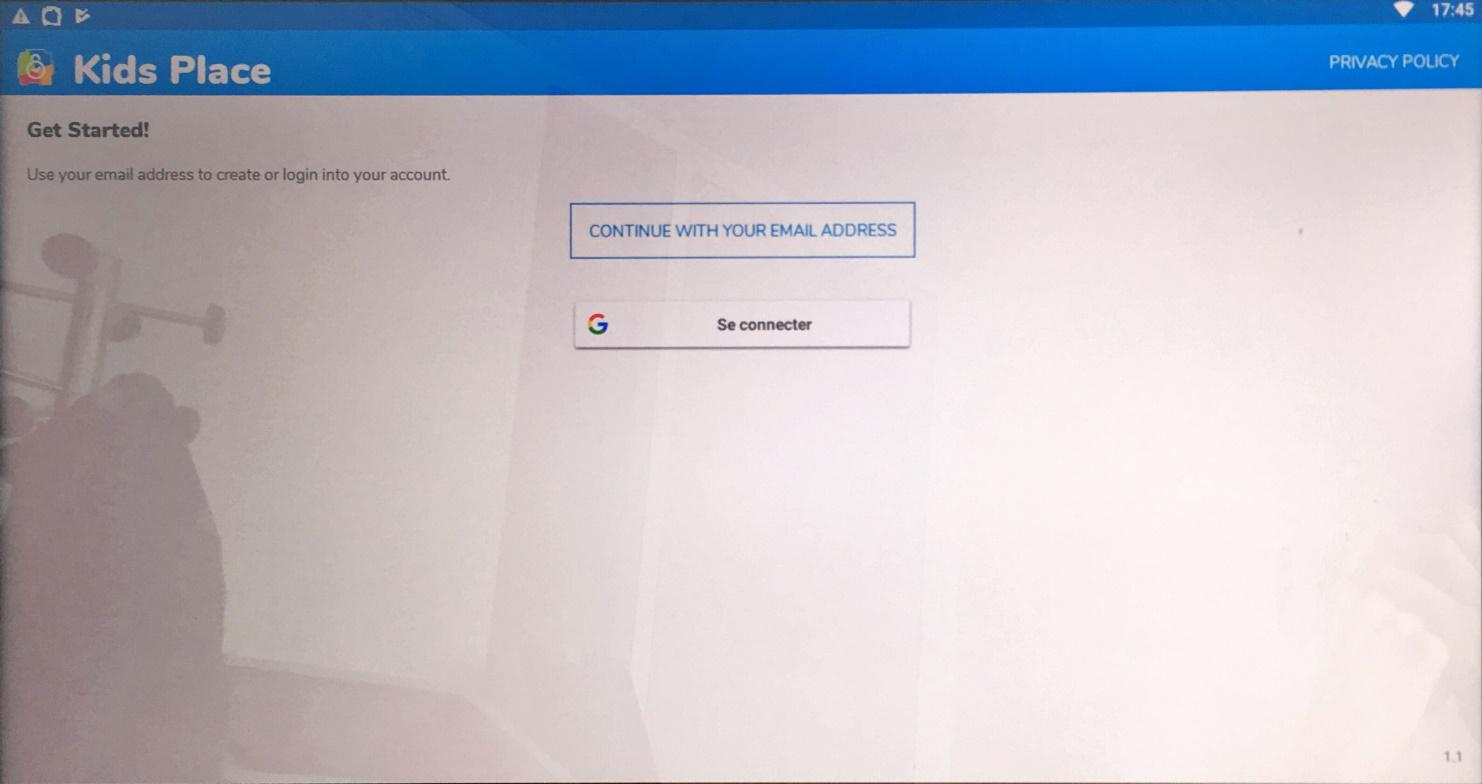 17:45
Kids Place
PRIVACY POLICY
Get Started!
Use your email address to create or login into your account.
CONTINUE WITH YOUR EMAIL ADDRESS
G Se connecter
1.1